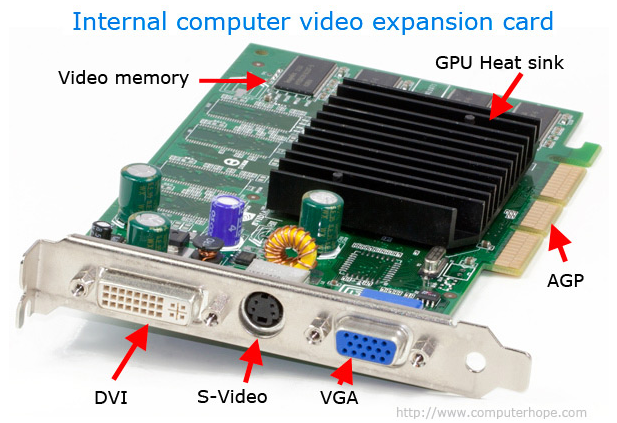 Internal computer video expansion card
GPU Heat sink
Video memory
AGP
DVI
S-Video
VGA
http://www.computerhope.com